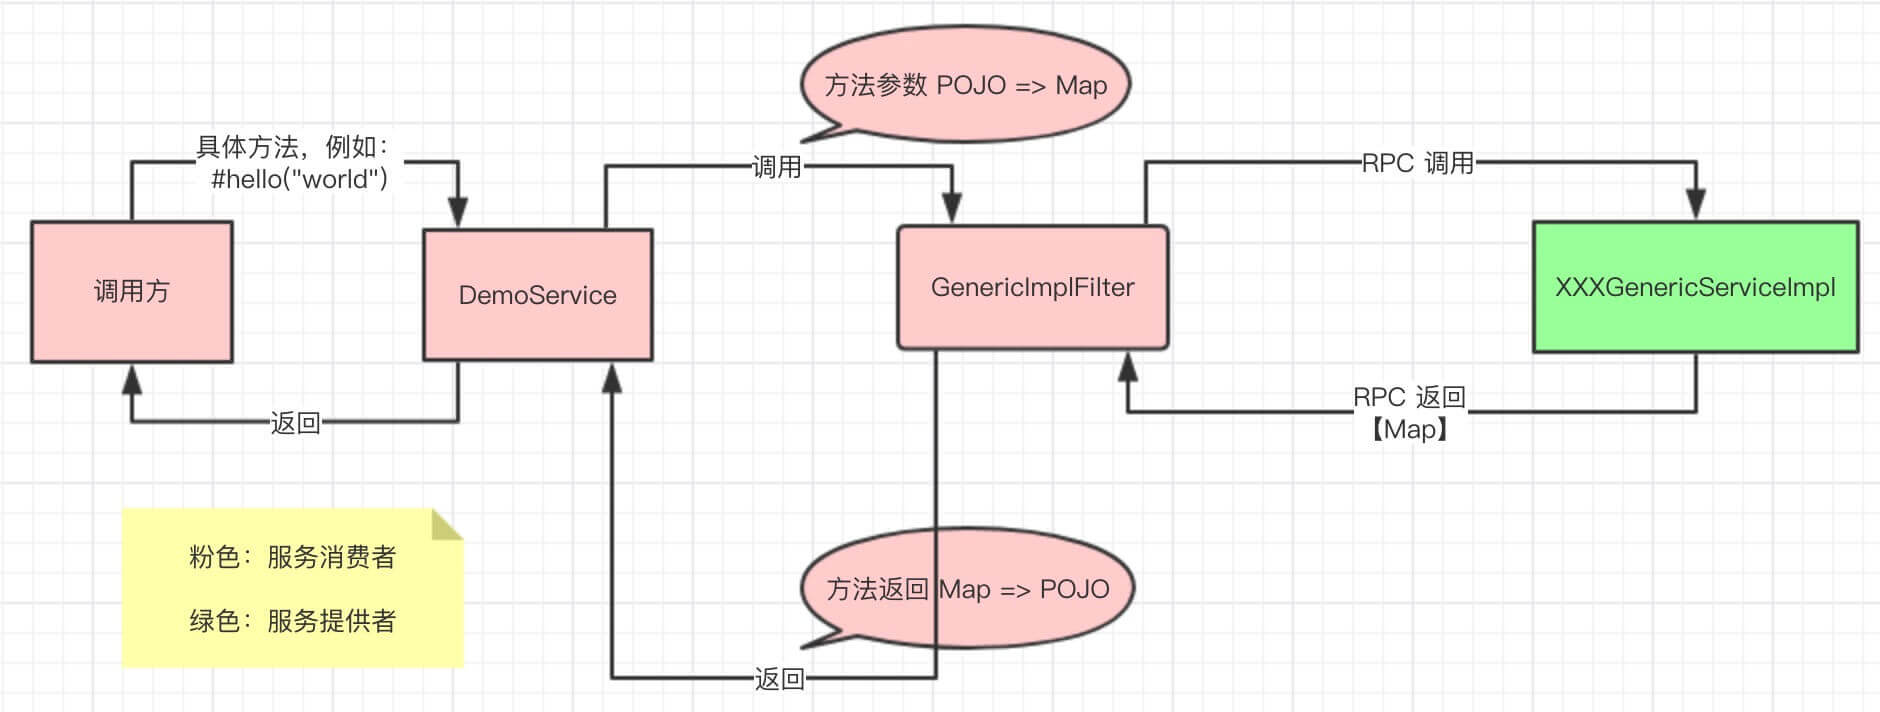 方法参数 POJO => Map
具体方法，例如：
#hello("world")
调用
RPC 调用
调用方
DemoService
GenericImplFilter
XXXGenericServiceImpl
返回
RPC 返回
【Map】
粉色：服务消费者
绿色：服务提供者
方法返回 Map => POJO
返回